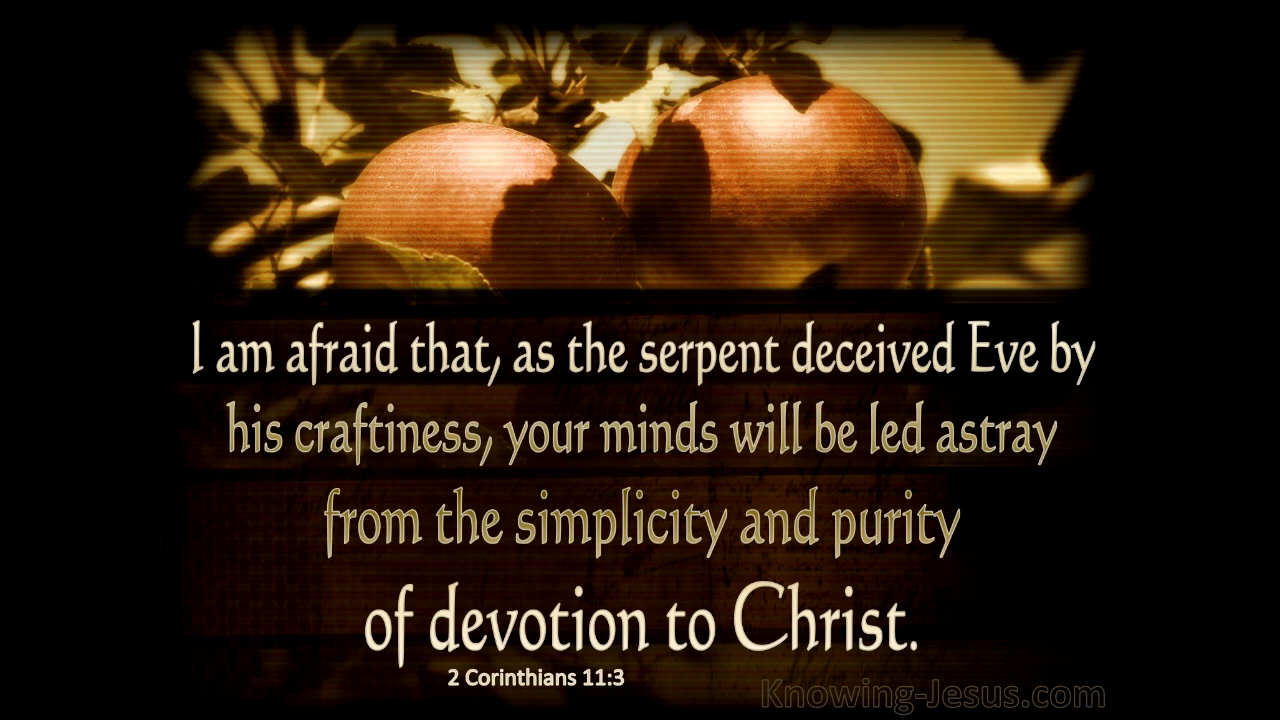 I am afraid that, as the serpent deceived Eve by
his craftiness, your minds will be led astray
from the simplicity and purity
of devotion to Christ.
2 Corinthians 11:3
Knowing-Jesus.com